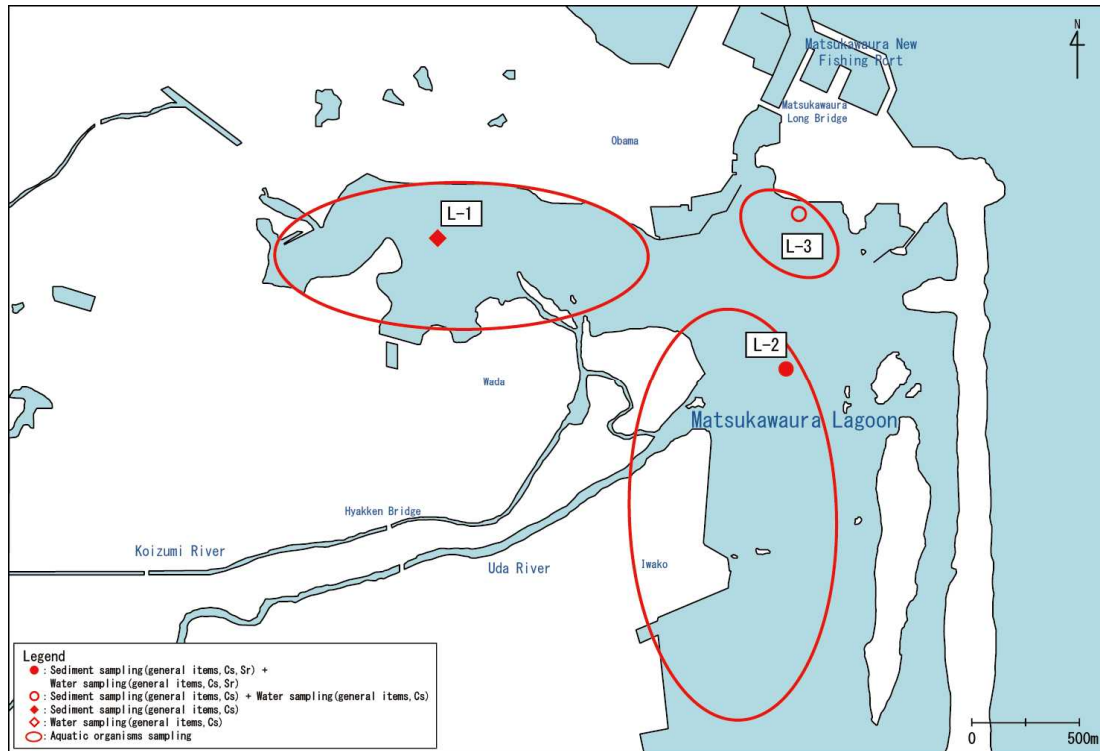 N
4
Matsukawaura New
Fishing Port
Matsukawaura
Long Bridge
Obama
L-1
L-3
L-2
Wada
Matsukawaura Lagoon
Hyakken Bridge
Koizumi River
Uda River
Iwako
Legend
: Sediment sampling(general items,Cs,Sr) +
Water sampling(general items,Cs,Sr)
: Sediment sampling(general items,Cs) + Water sampling(general items,Cs)
: Sediment sampling(general items,Cs)
: Water sampling(general items,Cs)
: Aquatic organisms sampling
0 500m